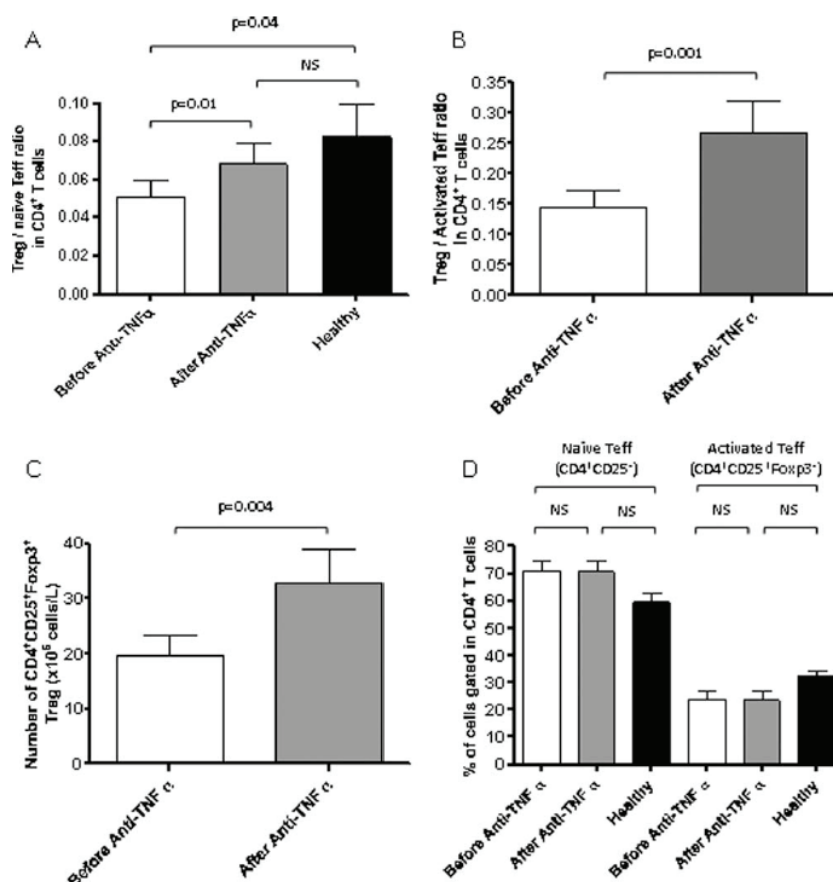 A
p=0.04
NS
p=0.01
Treg / naïve Teff ratio
in CD4⁺ T cells
0.10
0.08
0.06
0.04
0.02
0.00
Before Anti-TNFα
After Anti-TNFα
Healthy
B
p=0.001
Treg / Activated Teff ratio
In CD4⁺ T cells
0.35
0.30
0.25
0.20
0.15
0.10
0.05
0.00
Before Anti-TNF α
After Anti-TNF α
C
p=0.004
Number of CD4⁺CD25⁺Foxp3⁺
Treg (x10⁶ cells/L)
40
30
20
10
0
Before Anti-TNF α
After Anti-TNF α
D
Naïve Teff
(CD4⁺CD25⁻)
Activated Teff
(CD4⁺CD25⁺Foxp3⁻)
NS
NS
NS
NS
% of cells gated in CD4⁺ T cells
80
70
60
50
40
30
20
10
0
Before Anti-TNF α
After Anti-TNF α
Healthy
Before Anti-TNF α
After Anti-TNF α
Healthy